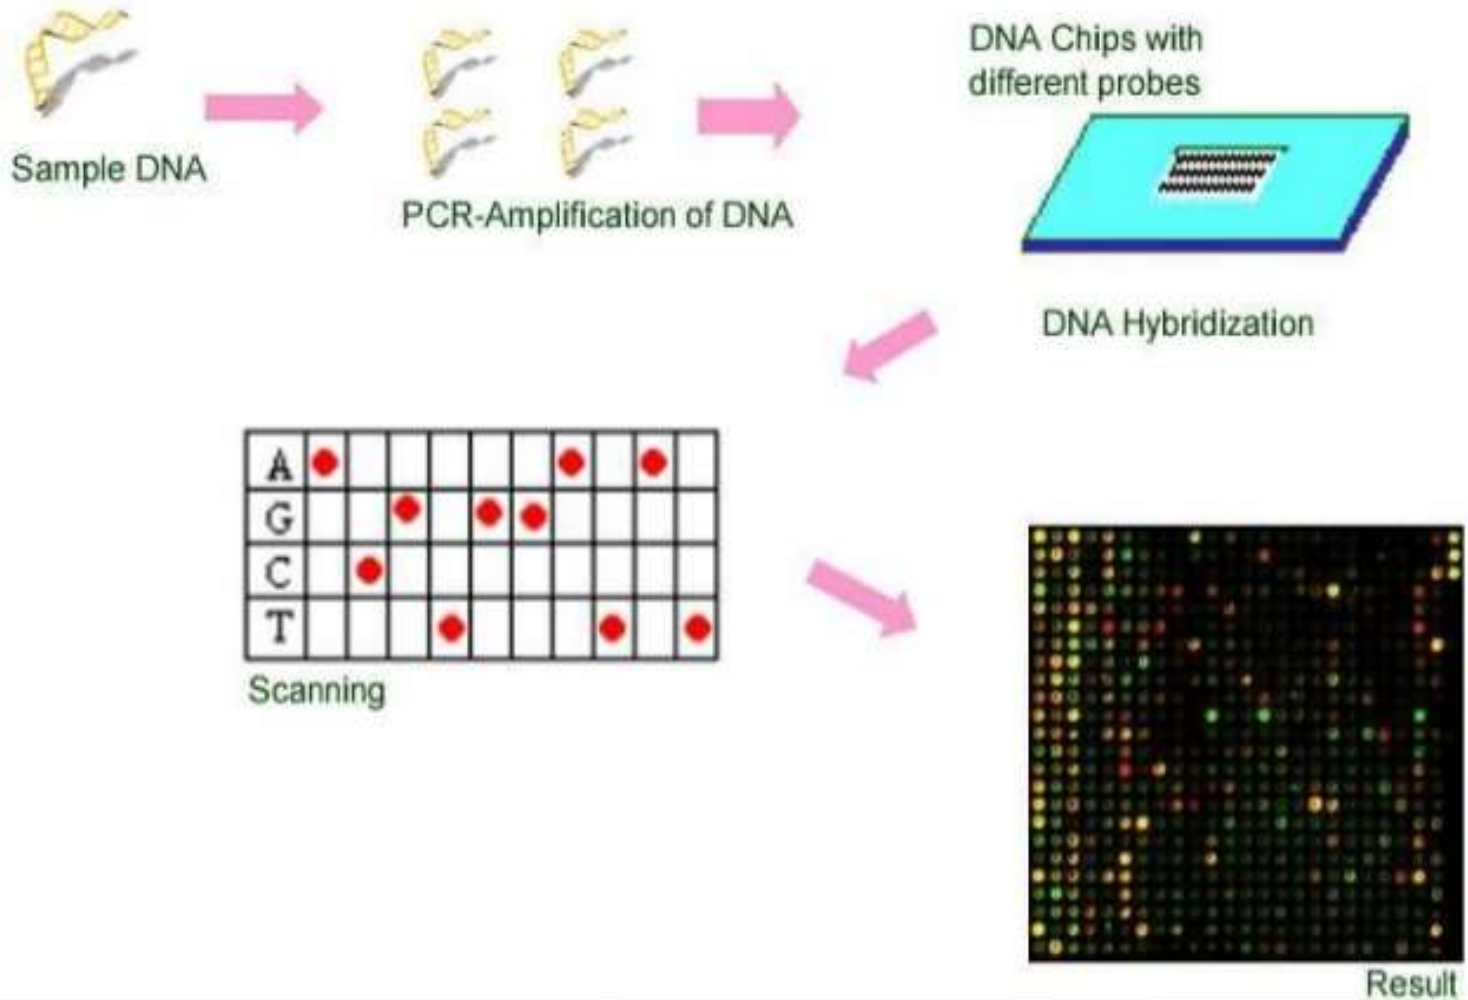 Sample DNA
PCR-Amplification of DNA
DNA Chips with
different probes
DNA Hybridization
A
G
C
T
Scanning
Result